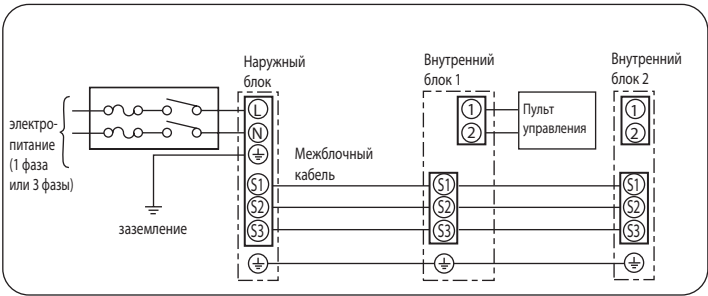 Наружный
блок
Внутренний
блок 1
Внутренний
блок 2
электро-
питание
(1 фаза
или 3 фазы)
L
N
заземление
Межблочный
кабель
S1
S2
S3
1
2
Пульт
управления
S1
S2
S3
1
2
S1
S2
S3